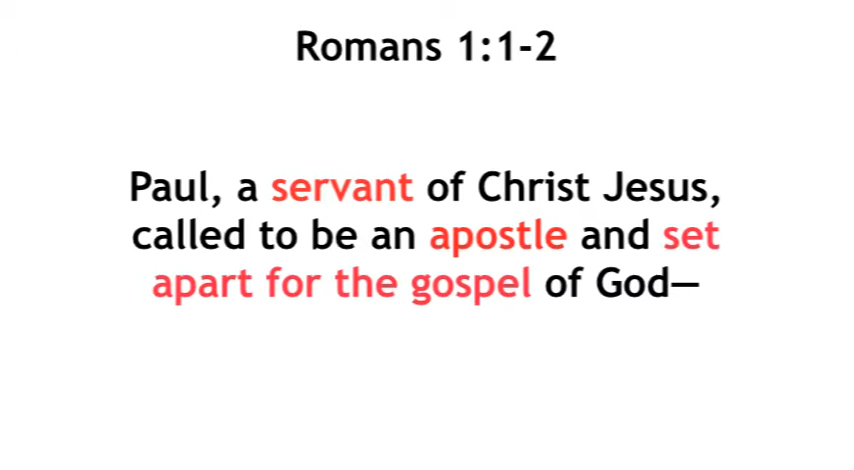 Romans 1:1-2
Paul, a servant of Christ Jesus,
called to be an apostle and set
apart for the gospel of God—